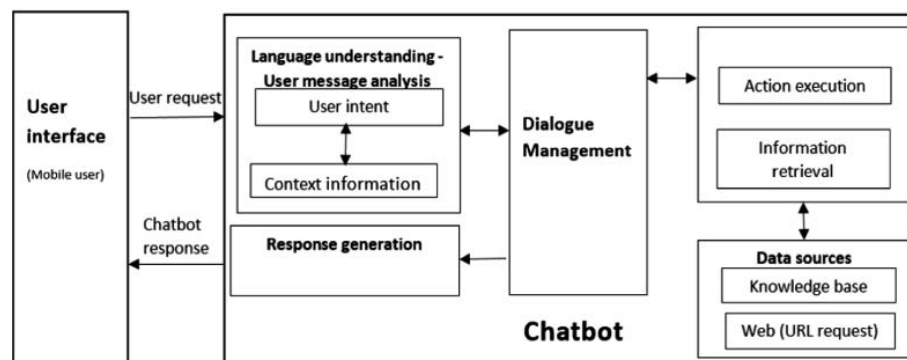 User
interface
(Mobile user)
User request
Chatbot
response
Language understanding -
User message analysis
User intent
Context information
Response generation
Dialogue
Management
Action execution
Information
retrieval
Data sources
Knowledge base
Web (URL request)
Chatbot